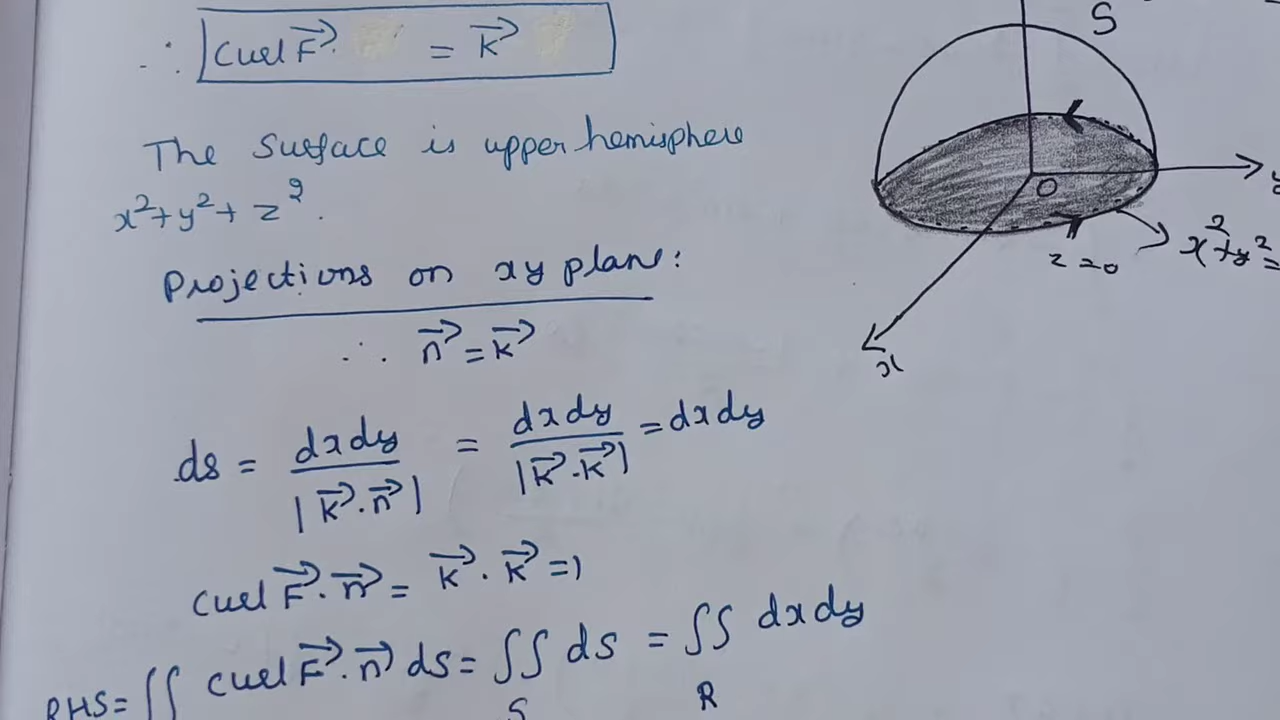 ∴ curl F⃗ = k⃗
The Surface is upper hemisphere
x²+y²+z².
Projections on xy plane:
∴ n⃗ = k⃗
ds = dxdy / |k⃗·n⃗| = dxdy / |k⃗·k⃗| = dxdy
curl F⃗·n⃗ = k⃗·k⃗ = 1
RHS = ∬ curl F⃗·n⃗ ds = ∬ ds = ∬ dxdy
S R
S
O
y
z=0
x²+y²=
x